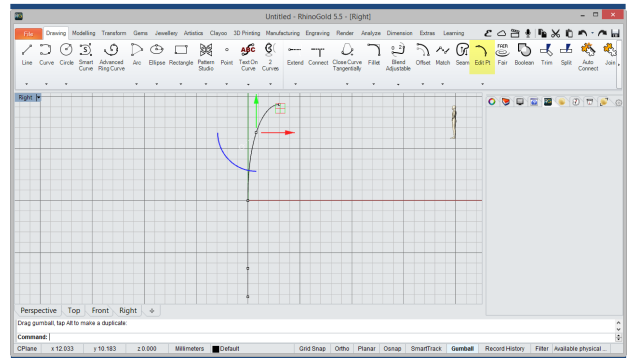 Untitled - RhinoGold 5.5 - [Right]
File Drawing Modelling Transform Gems Jewellery Artistics Clayoo 3D Printing Manufacturing Engraving Render Analyze Dimension Extras Learning
Line Curve Circle Smart Curve Advanced Ring Curve Arc Ellipse Rectangle Pattern Studio Point Text On Curve 2 Curves Extend Connect Close Curve Tangentially Fillet Blend Adjustable Offset Match Seam Edit Pt Fair Boolean Trim Split Auto Connect Join
Right
Perspective Top Front Right
Drag gumball, tap Alt to make a duplicate:
Command:
CPlane x 12.033 y 10.183 z 0.000 Millimeters Default Grid Snap Ortho Planar Osnap SmartTrack Gumball Record History Filter Available physical ...